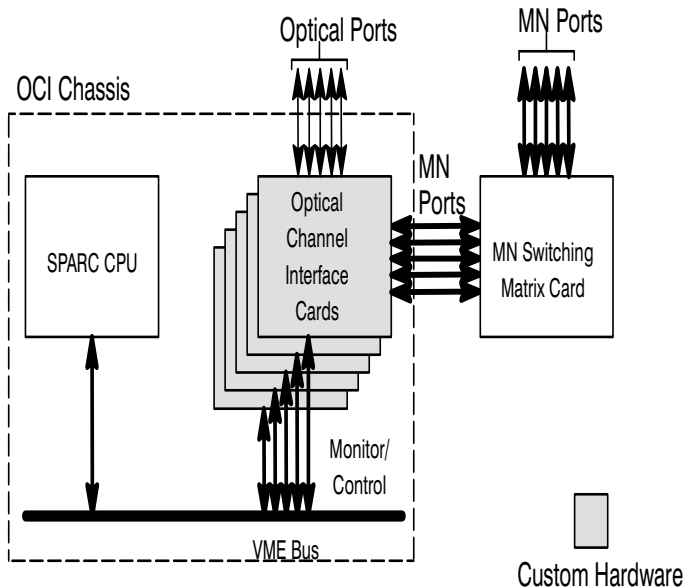 Optical Ports
MN Ports
OCI Chassis
SPARC CPU
Optical
Channel
Interface
Cards
MN
Ports
MN Switching
Matrix Card
Monitor/
Control
VME Bus
Custom Hardware